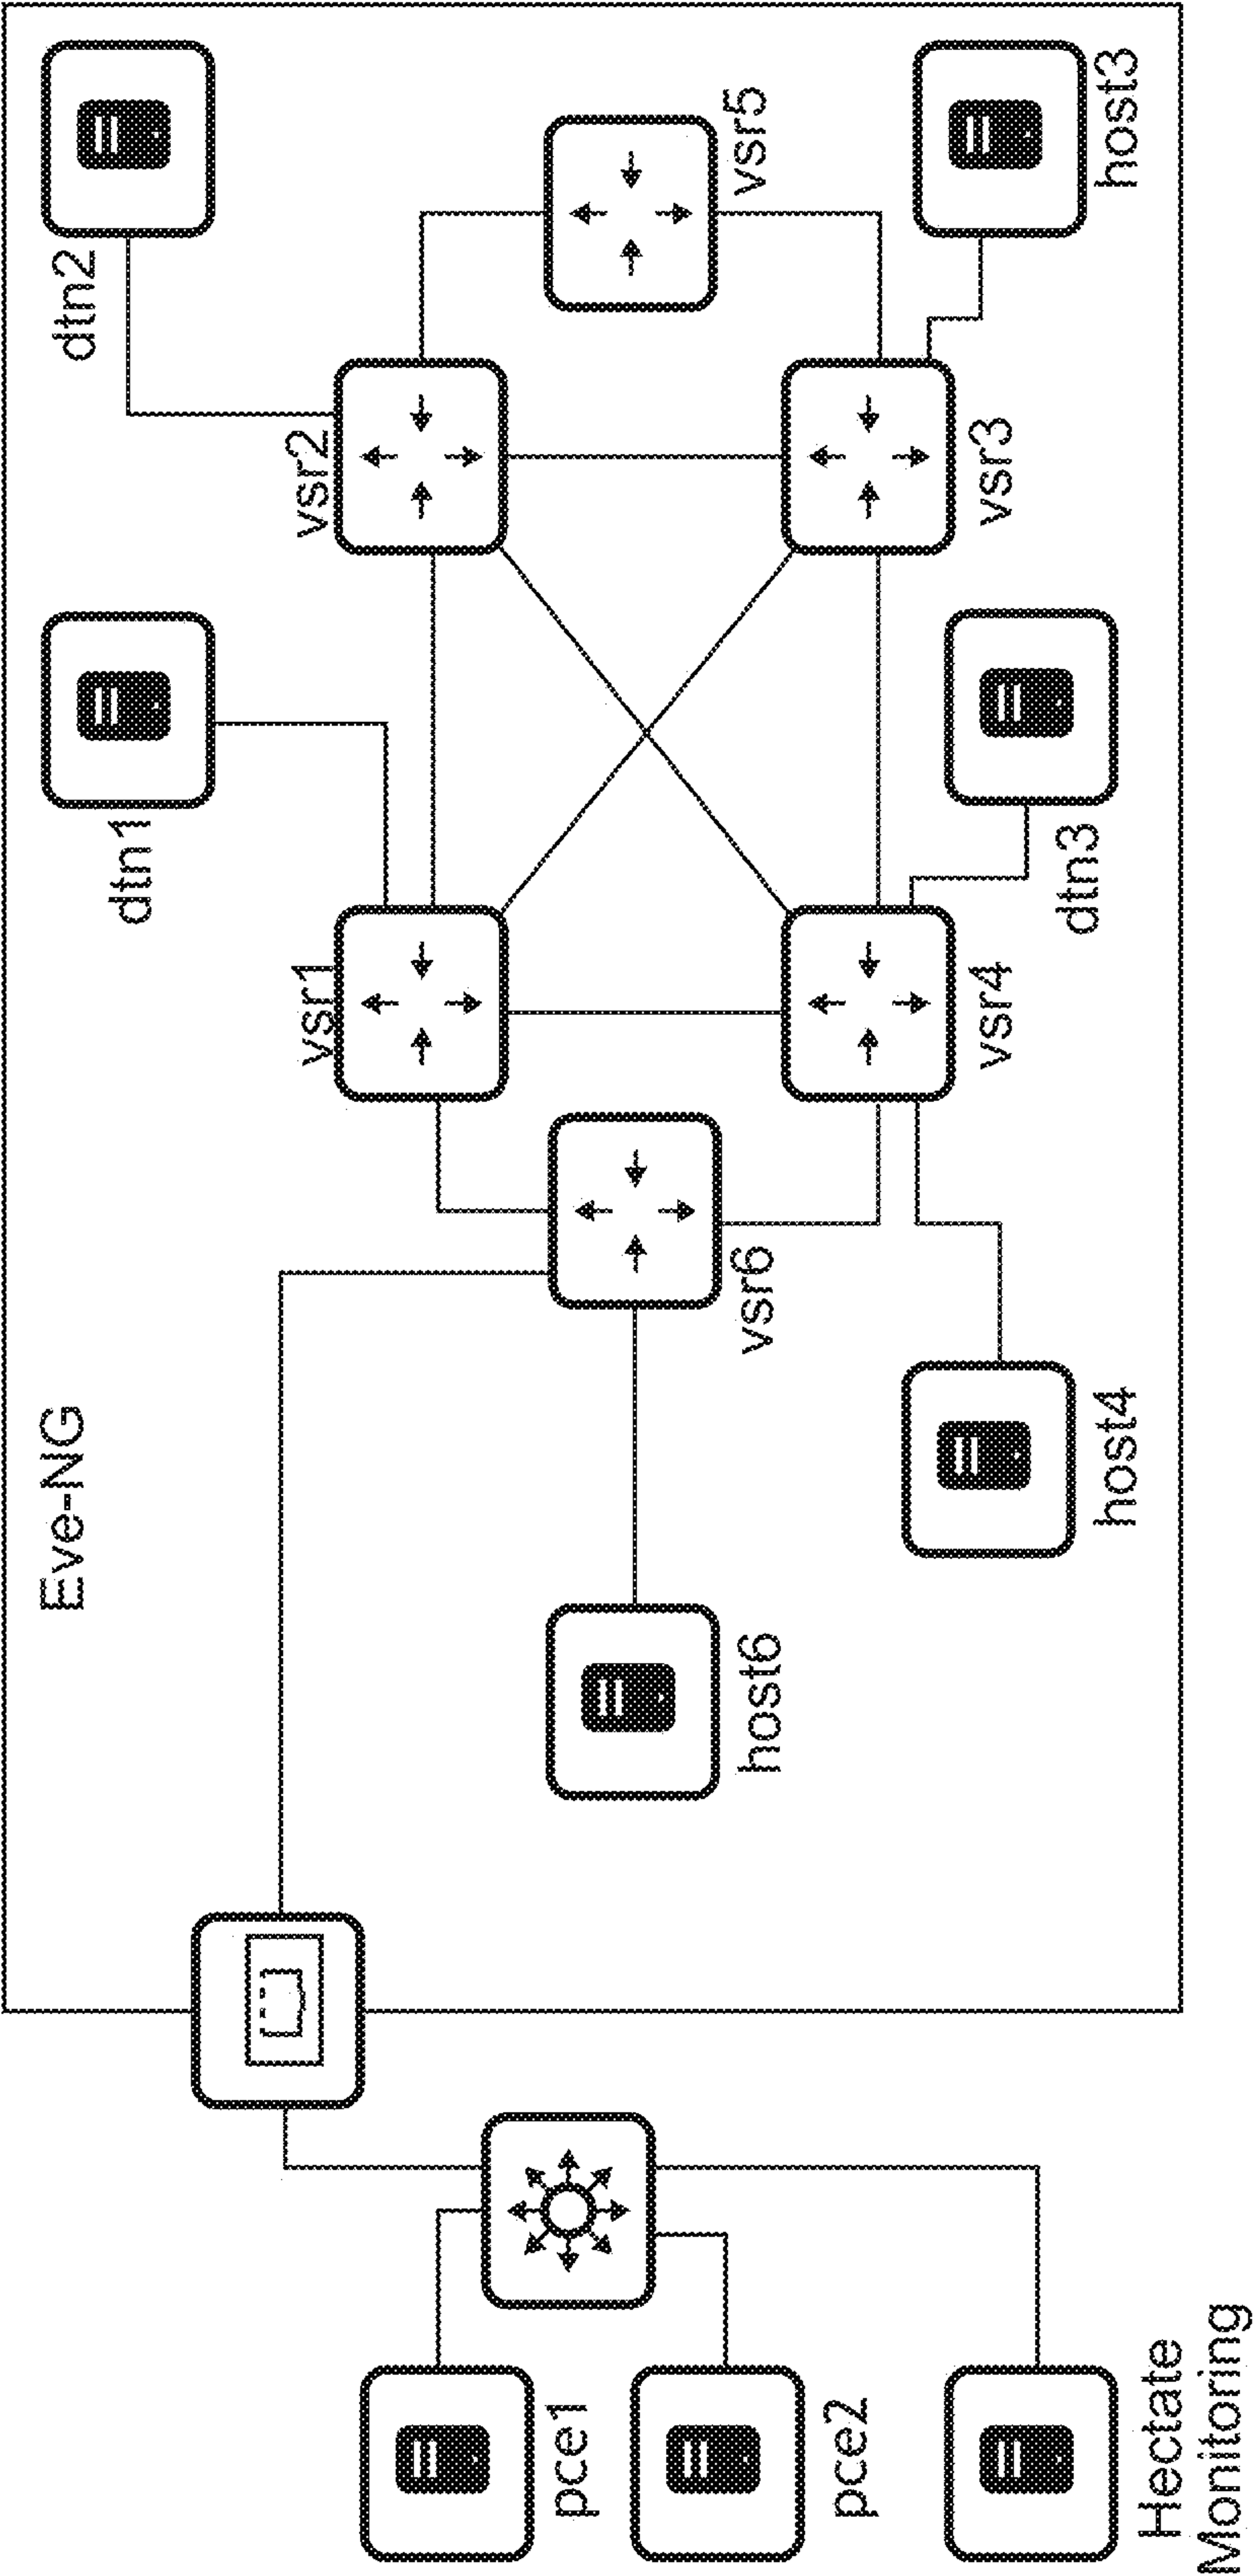 Eve-NG
dtn1
dtn2
vsr1
vsr2
vsr5
vsr6
host6
vsr4
vsr3
dtn3
host3
host4
pce1
pce2
Hectate
Monitoring